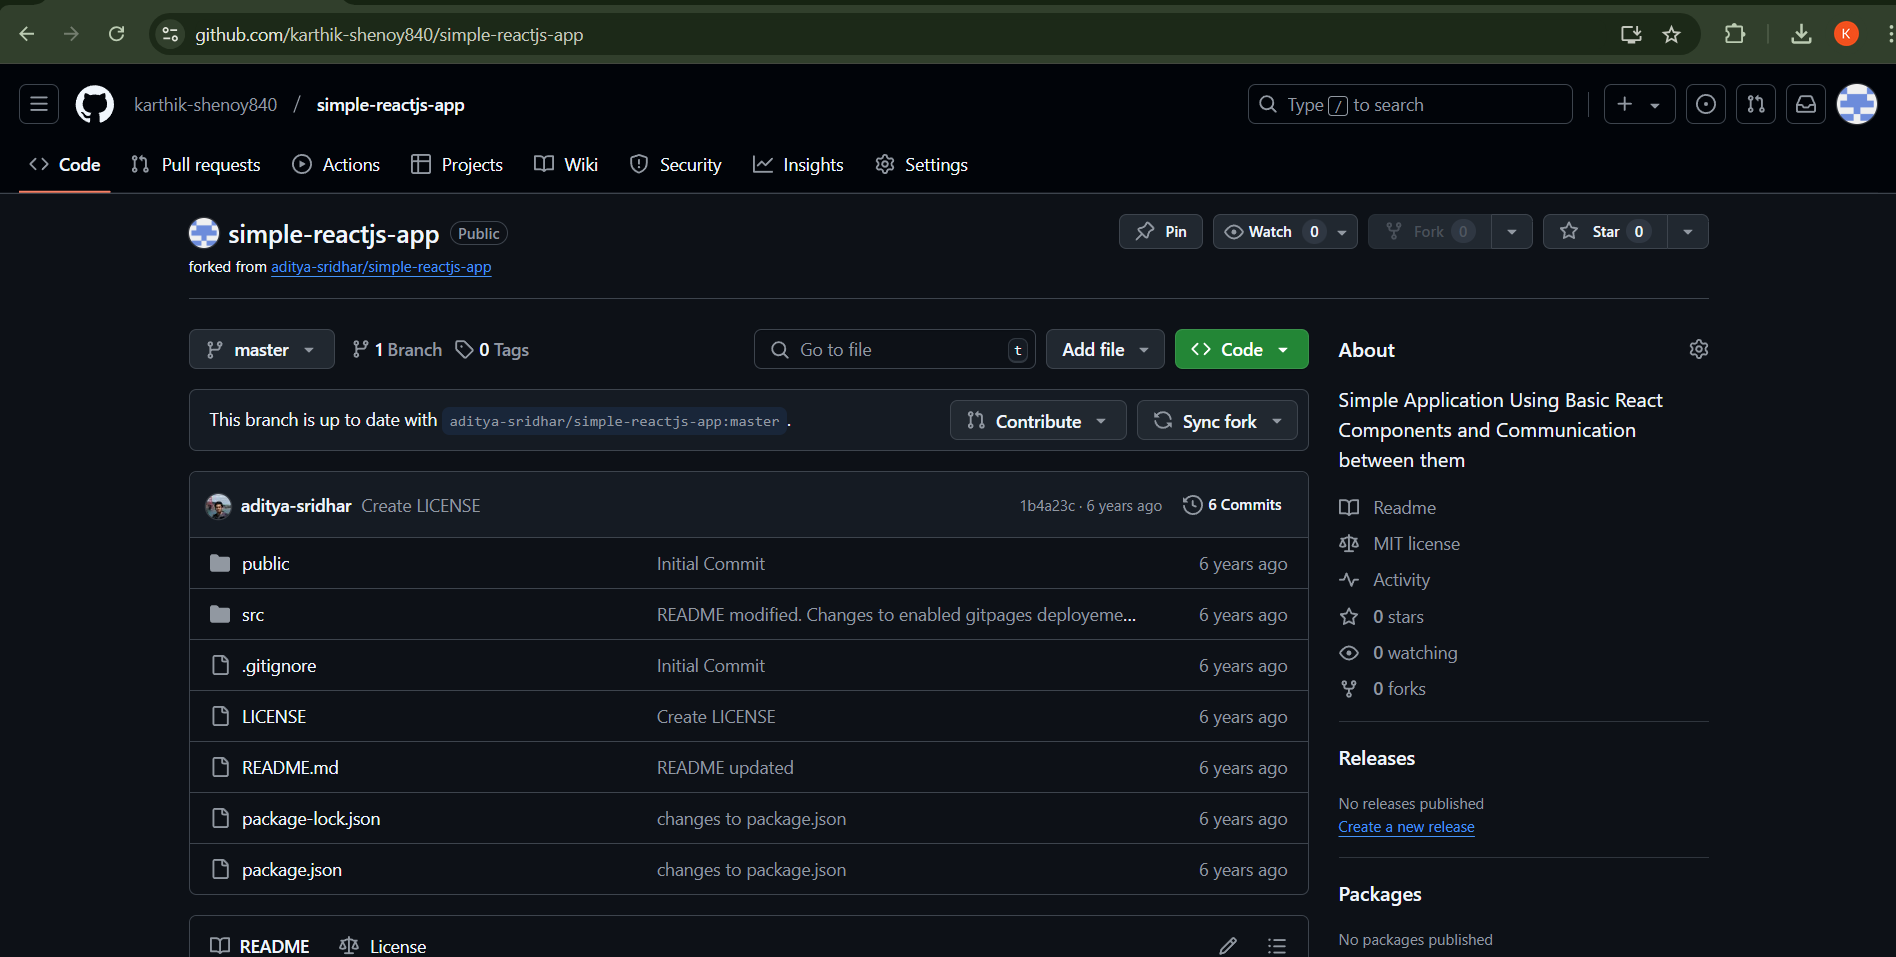 github.com/karthik-shenoy840/simple-reactjs-app
K
karthik-shenoy840 / simple-reactjs-app
Type / to search
Code
Pull requests
Actions
Projects
Wiki
Security
Insights
Settings
simple-reactjs-app Public
Pin
Watch 0
Fork 0
Star 0
forked from aditya-sridhar/simple-reactjs-app
master
1 Branch
0 Tags
Go to file t
Add file
Code
This branch is up to date with aditya-sridhar/simple-reactjs-app:master .
Contribute
Sync fork
aditya-sridhar Create LICENSE 1b4a23c · 6 years ago 6 Commits
public Initial Commit 6 years ago
src README modified. Changes to enabled gitpages deployeme... 6 years ago
.gitignore Initial Commit 6 years ago
LICENSE Create LICENSE 6 years ago
README.md README updated 6 years ago
package-lock.json changes to package.json 6 years ago
package.json changes to package.json 6 years ago
README License
About
Simple Application Using Basic React
Components and Communication
between them
Readme
MIT license
Activity
0 stars
0 watching
0 forks
Releases
No releases published
Create a new release
Packages
No packages published